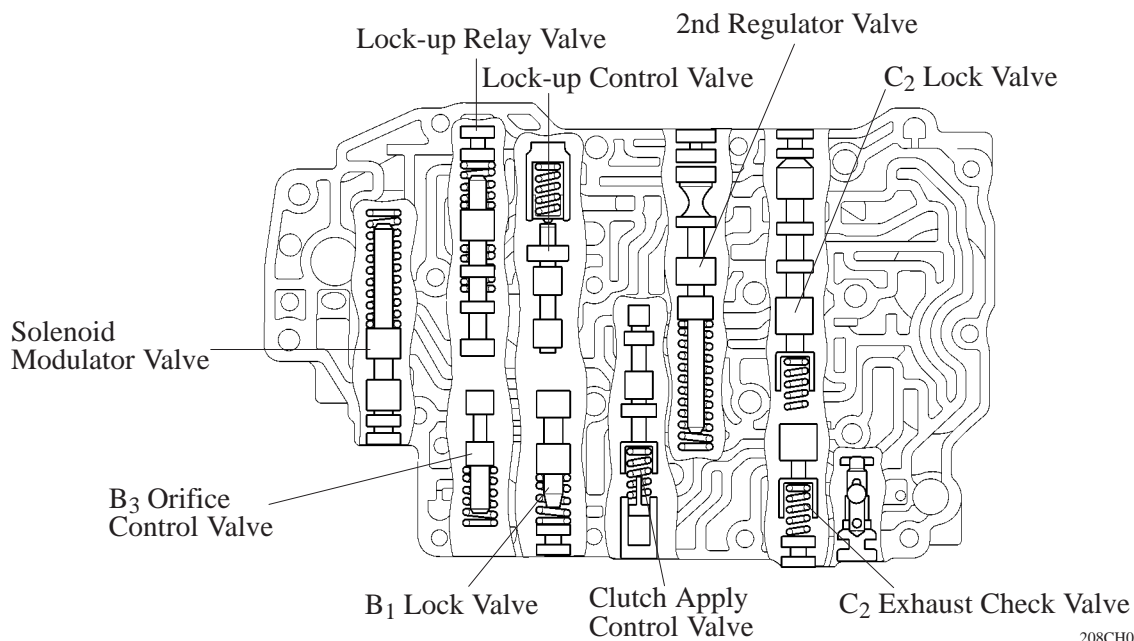 2nd Regulator Valve
Lock-up Relay Valve
Lock-up Control Valve
C₂ Lock Valve
Solenoid
Modulator Valve
B₃ Orifice
Control Valve
B₁ Lock Valve
Clutch Apply
Control Valve
C₂ Exhaust Check Valve
208CH0